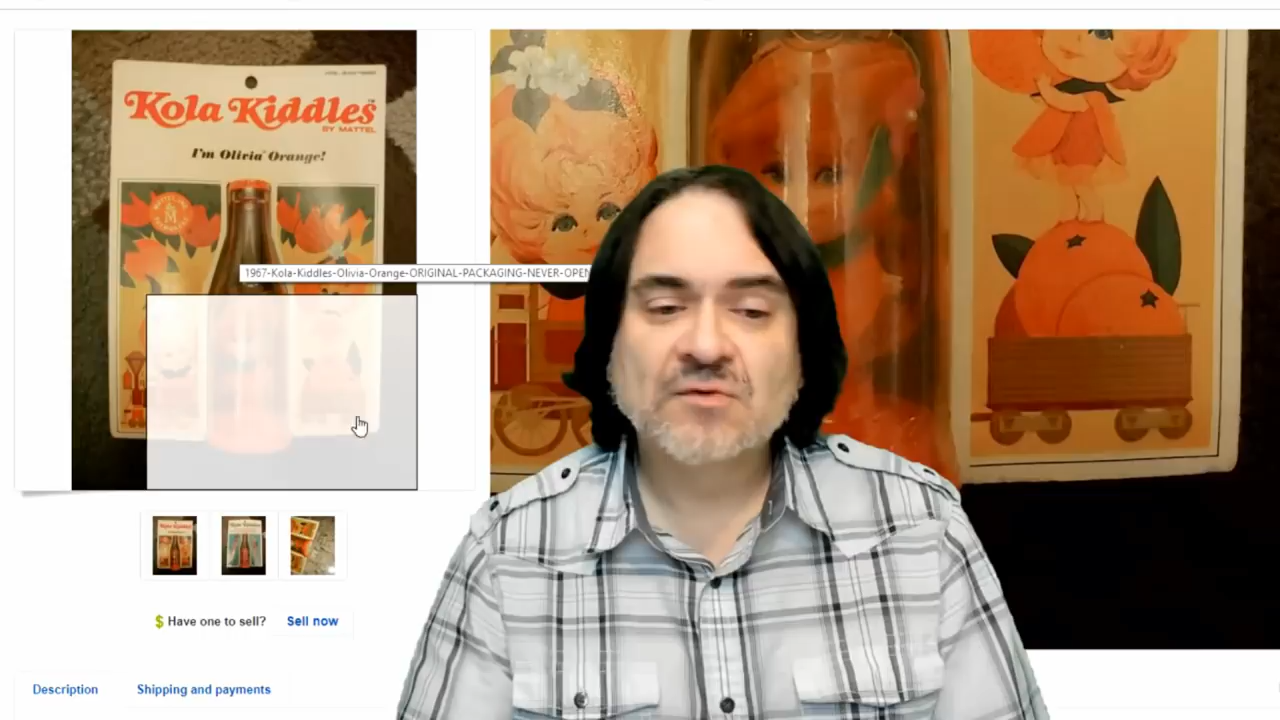 Kola Kiddles
BY MATTEL
I'm Olivia Orange!
1967-Kola-Kiddles-Olivia-Orange-ORIGINAL-PACKAGING-NEVER-OPEN
$ Have one to sell? Sell now
Description Shipping and payments